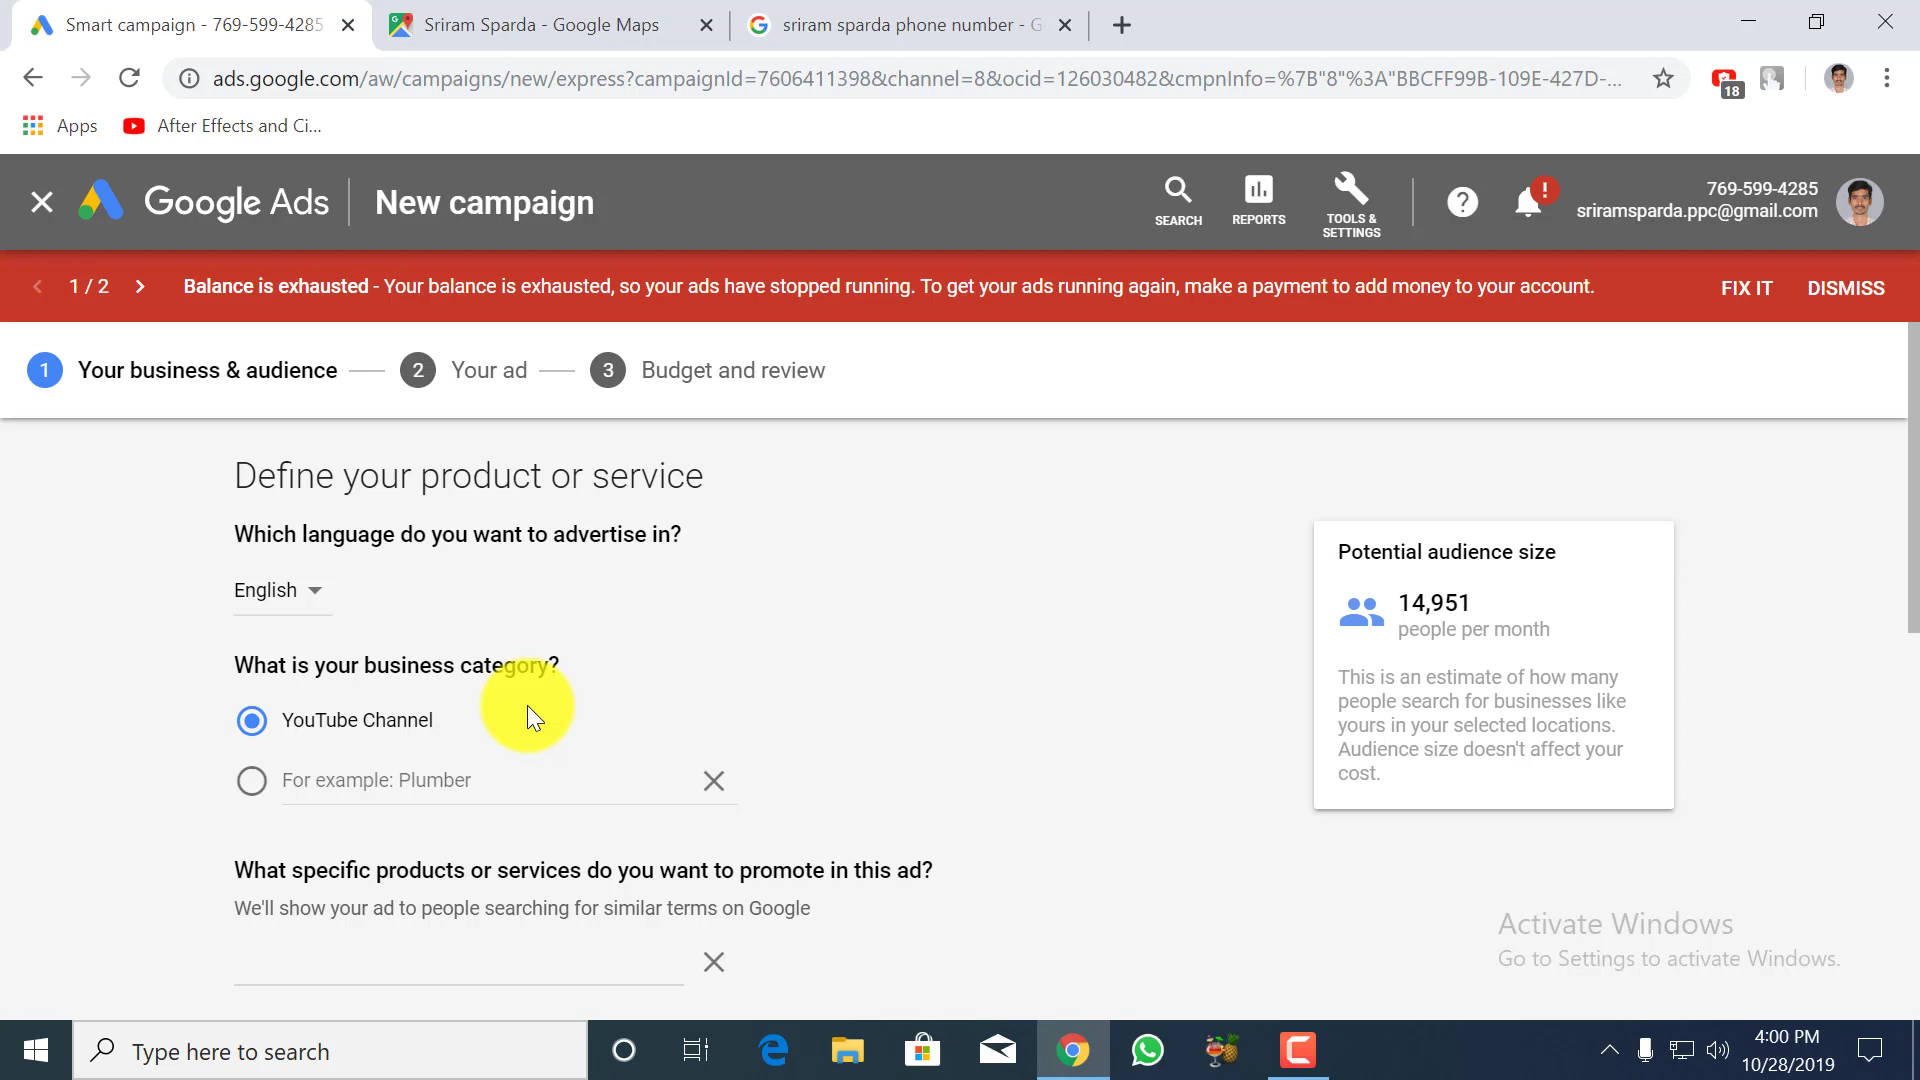 Smart campaign - 769-599-4285
Sriram Sparda - Google Maps
sriram sparda phone number - G
ads.google.com/aw/campaigns/new/express?campaignId=7606411398&channel=8&ocid=126030482&cmpnInfo=%7B"8"%3A"BBCFF99B-109E-427D-...
18
Apps
After Effects and Ci...
Google Ads
New campaign
SEARCH
REPORTS
TOOLS &
SETTINGS
?
!
769-599-4285
sriramsparda.ppc@gmail.com
1 / 2
Balance is exhausted - Your balance is exhausted, so your ads have stopped running. To get your ads running again, make a payment to add money to your account.
FIX IT
DISMISS
1 Your business & audience
2 Your ad
3 Budget and review
Define your product or service
Which language do you want to advertise in?
English
What is your business category?
YouTube Channel
For example: Plumber
What specific products or services do you want to promote in this ad?
We'll show your ad to people searching for similar terms on Google
Potential audience size
14,951
people per month
This is an estimate of how many
people search for businesses like
yours in your selected locations.
Audience size doesn't affect your
cost.
Activate Windows
Go to Settings to activate Windows.
Type here to search
4:00 PM
10/28/2019